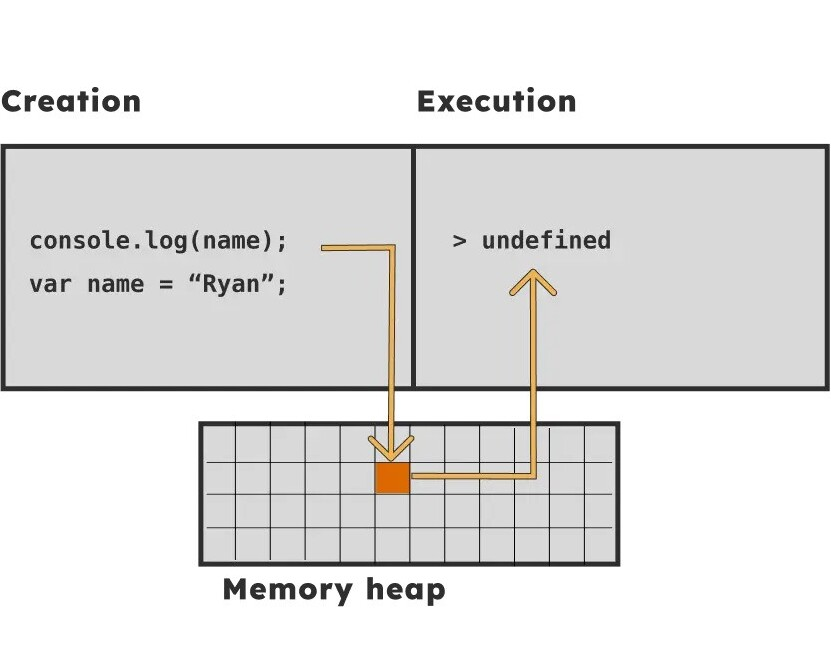 Creation
Execution
console.log(name);
var name = “Ryan”;
> undefined
Memory heap